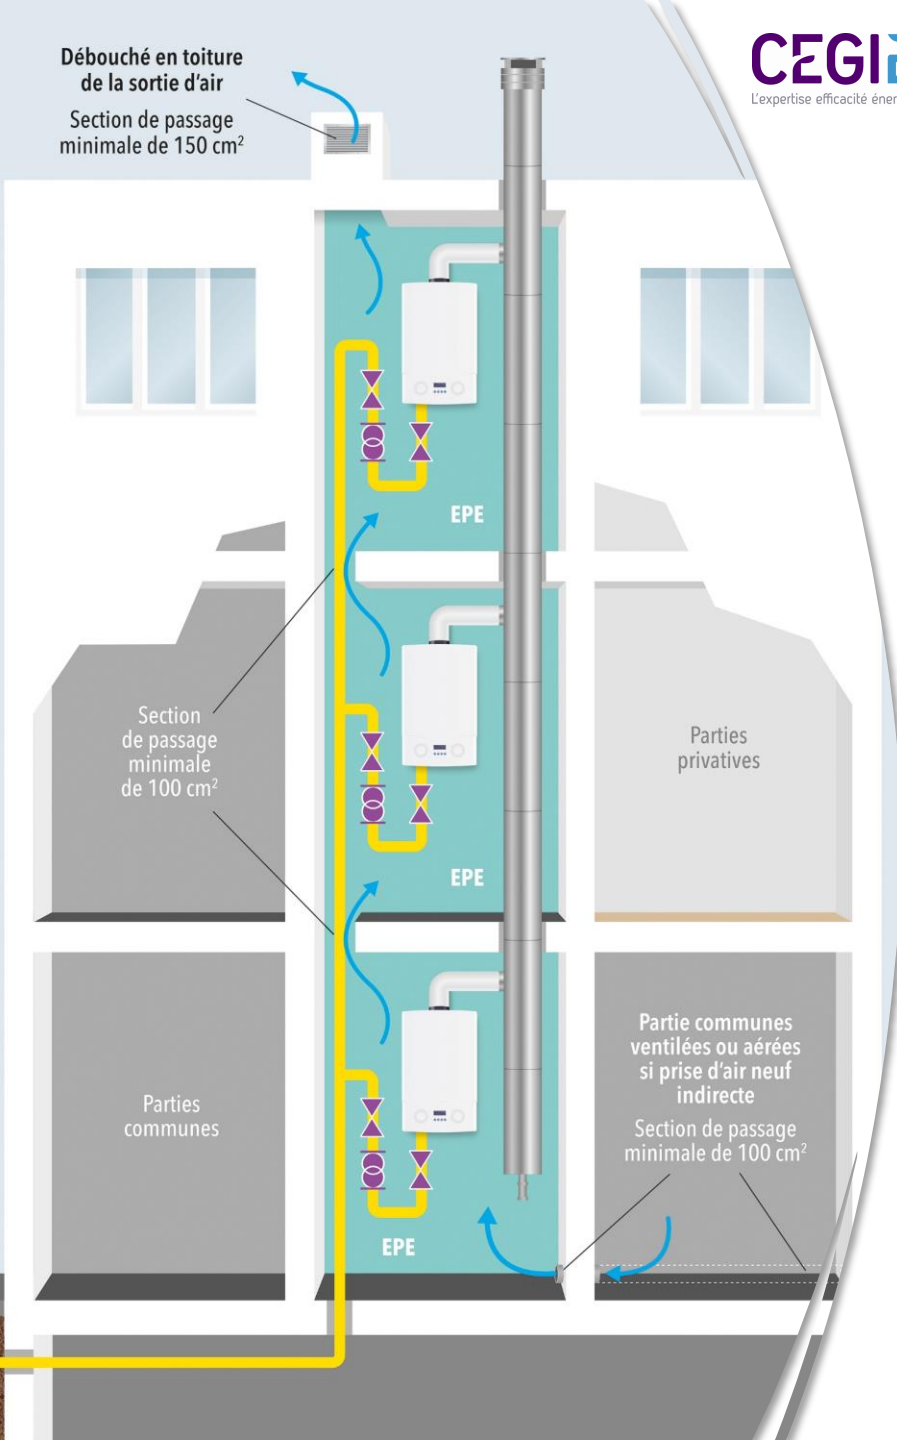 Débouché en toiture
de la sortie d'air
Section de passage
minimale de 150 cm²
L'expertise efficacité
EPE
Section
de passage
minimale
de 100 cm²
Parties
privatives
EPE
Partie communes
ventilées ou aérées
si prise d'air neuf
indirecte
Section de passage
minimale de 100 cm²
Parties
communes
EPE